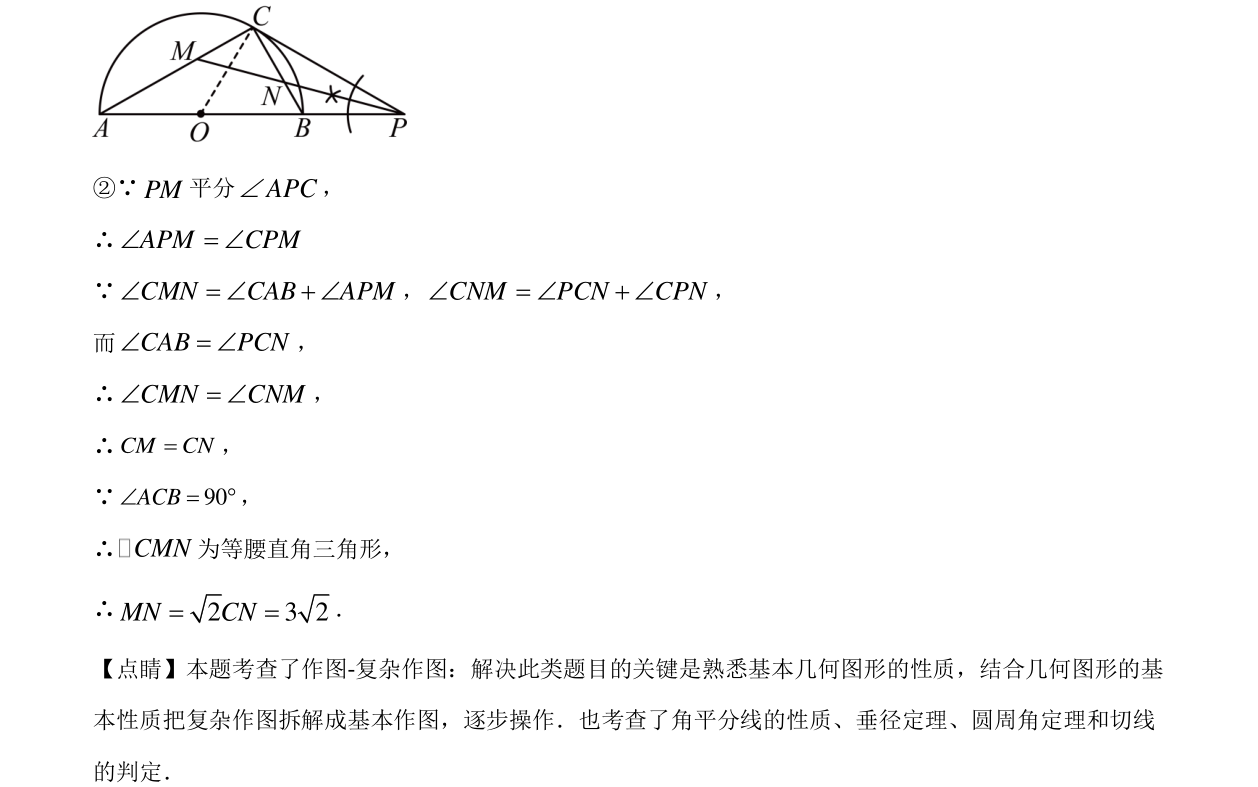 C
M
N
A
O
B
P
②∵PM平分∠APC，
∴∠APM=∠CPM
∵∠CMN=∠CAB+∠APM，∠CNM=∠PCN+∠CPN，
而∠CAB=∠PCN，
∴∠CMN=∠CNM，
∴CM=CN，
∵∠ACB=90°，
∴□CMN为等腰直角三角形，
∴MN=√2CN=3√2．
【点睛】本题考查了作图-复杂作图：解决此类题目的关键是熟悉基本几何图形的性质，结合几何图形的基
本性质把复杂作图拆解成基本作图，逐步操作．也考查了角平分线的性质、垂径定理、圆周角定理和切线
的判定．